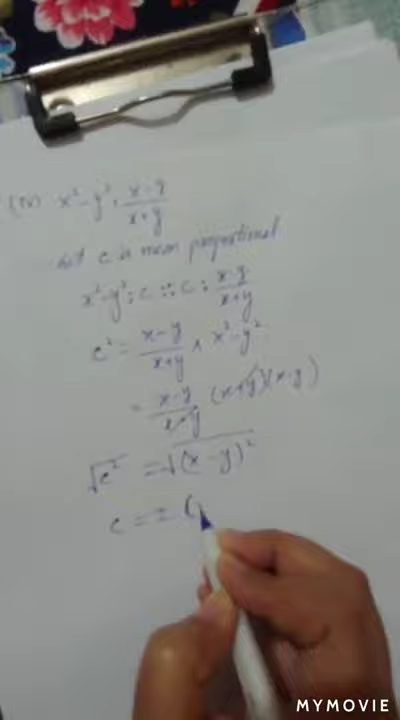 (iv) x² - y², x-y/x+y
let c is mean proportional
x² - y² : c :: c : x-y/x+y
c² = x-y/x+y × x² - y²
= x-y/x+y (x+y)(x-y)
√c² = √(x-y)²
c = ± (
MYMOVIE